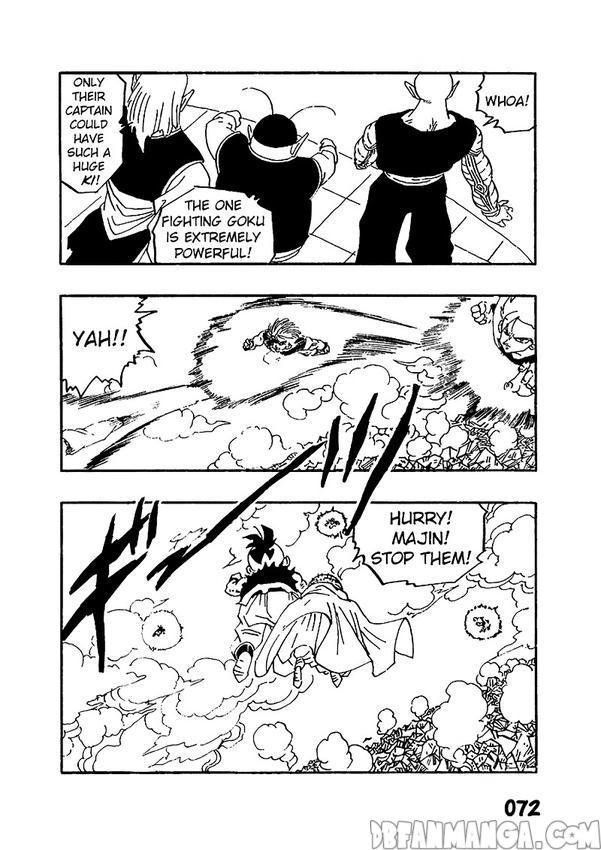 ONLY
THEIR
CAPTAIN
COULD
HAVE
SUCH A
HUGE
KI!
WHOA!
THE ONE
FIGHTING GOKU
IS EXTREMELY
POWERFUL!
YAH!!
HURRY!
MAJIN!
STOP THEM!
072
DBFANMANGA.COM